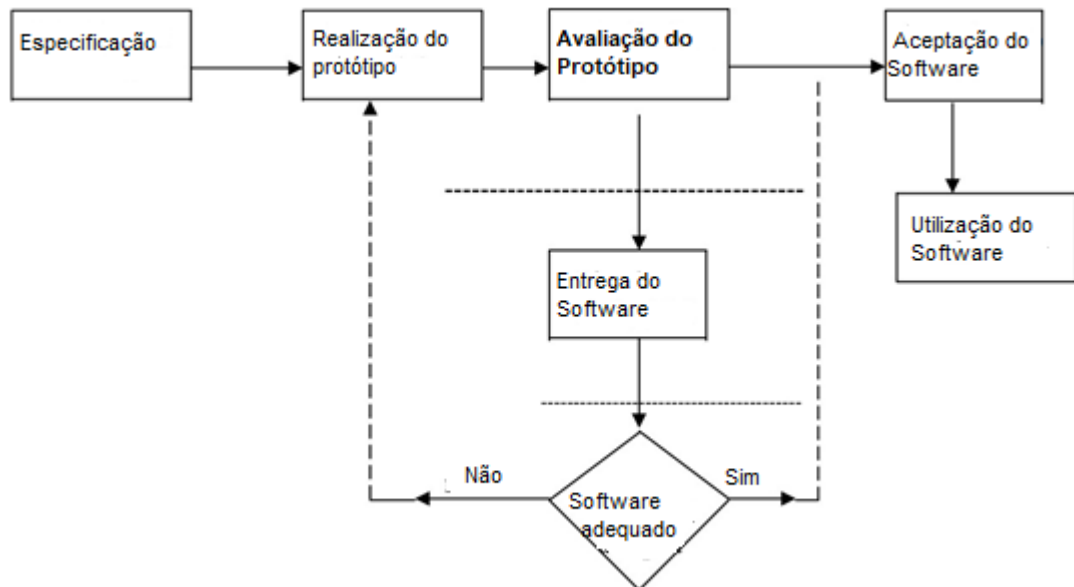 Especificação
Realização do
protótipo
Avaliação do
Protótipo
Aceptação do
Software
Utilização do
Software
Entrega do
Software
Não
Sim
Software
adequado